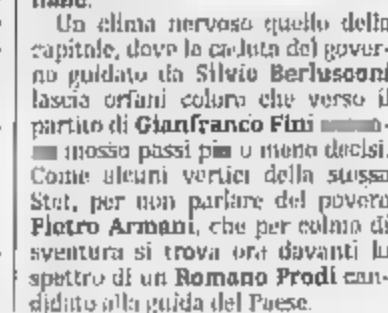 Un clima nervoso quello della
capitale, dove la caduta del gover-
no guidato da Silvio Berlusconi
lascia orfani coloro che verso il
partito di Gianfranco Fini
mosso passi più o meno decisi.
Come alcuni vertici della stessa
Stet, per non parlare del povero
Pietro Armani, che per colmo di
sventura si trova ora davanti lo
spettro di un Romano Prodi can-
didato alla guida del Paese.